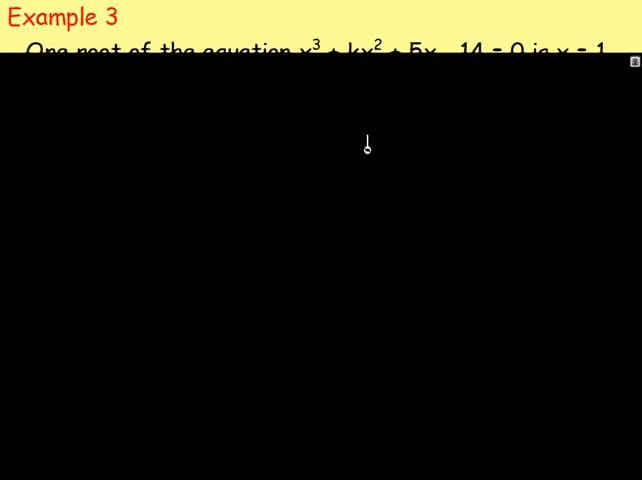 Example 3
One root of the equation x³ + kx² + 5x 14 = 0 is x = 1